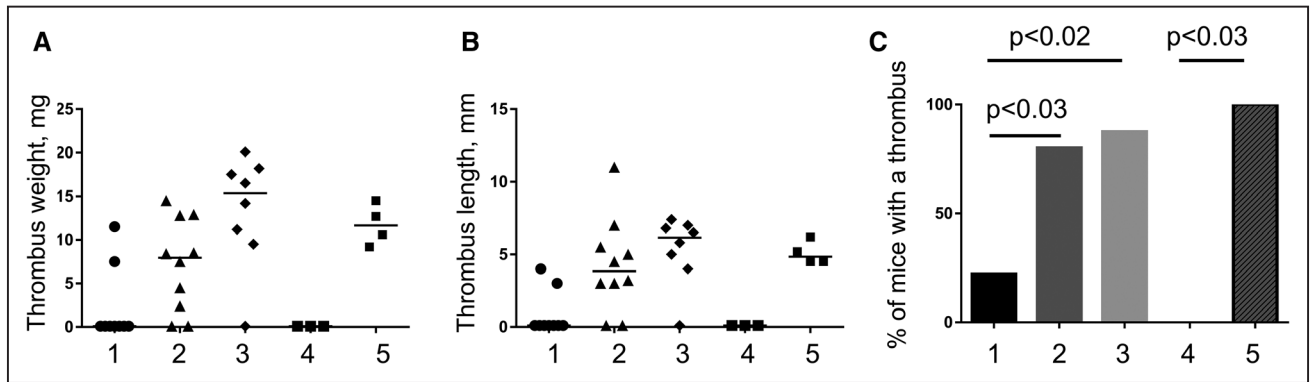 A
Thrombus weight, mg
25
20
15
10
5
0
1 2 3 4 5
B
Thrombus length, mm
15
10
5
0
1 2 3 4 5
C
% of mice with a thrombus
p<0.02
p<0.03
p<0.03
100
50
0
1 2 3 4 5